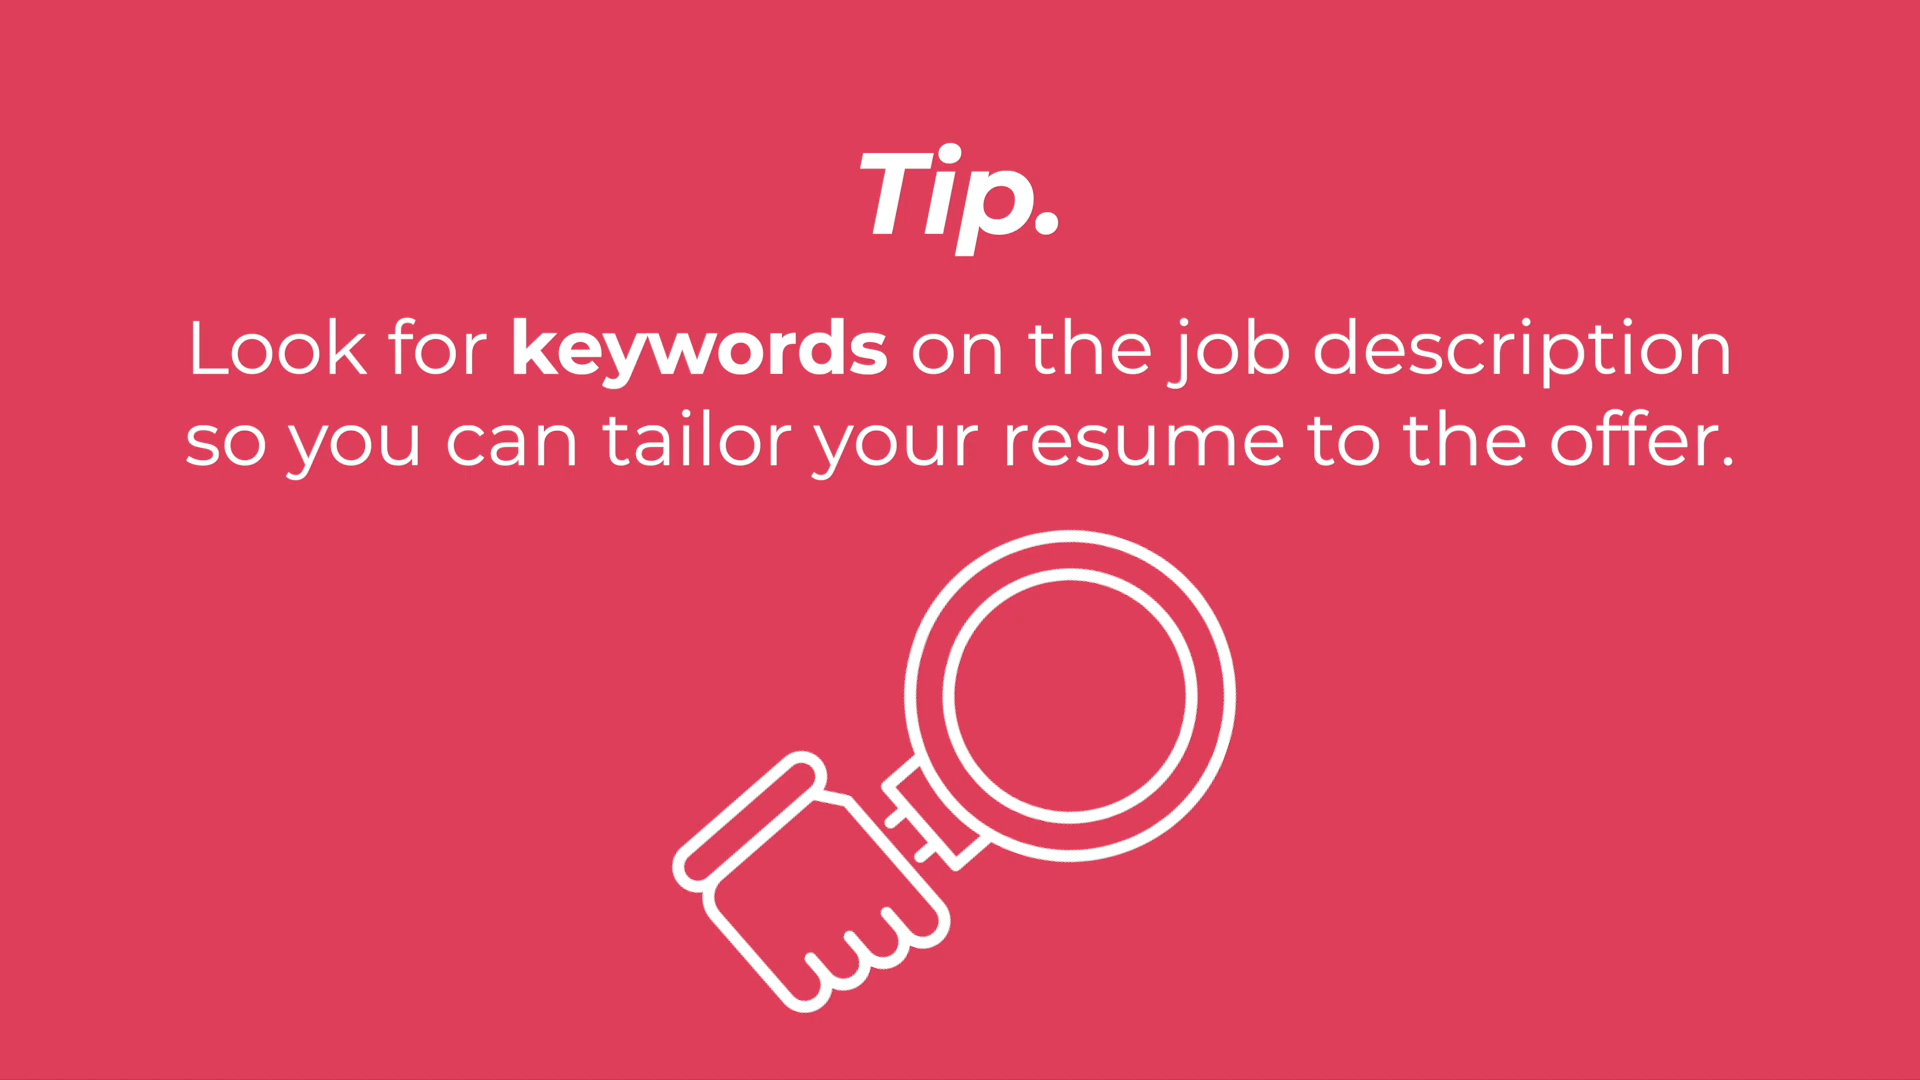 Tip.
Look for keywords on the job description
so you can tailor your resume to the offer.